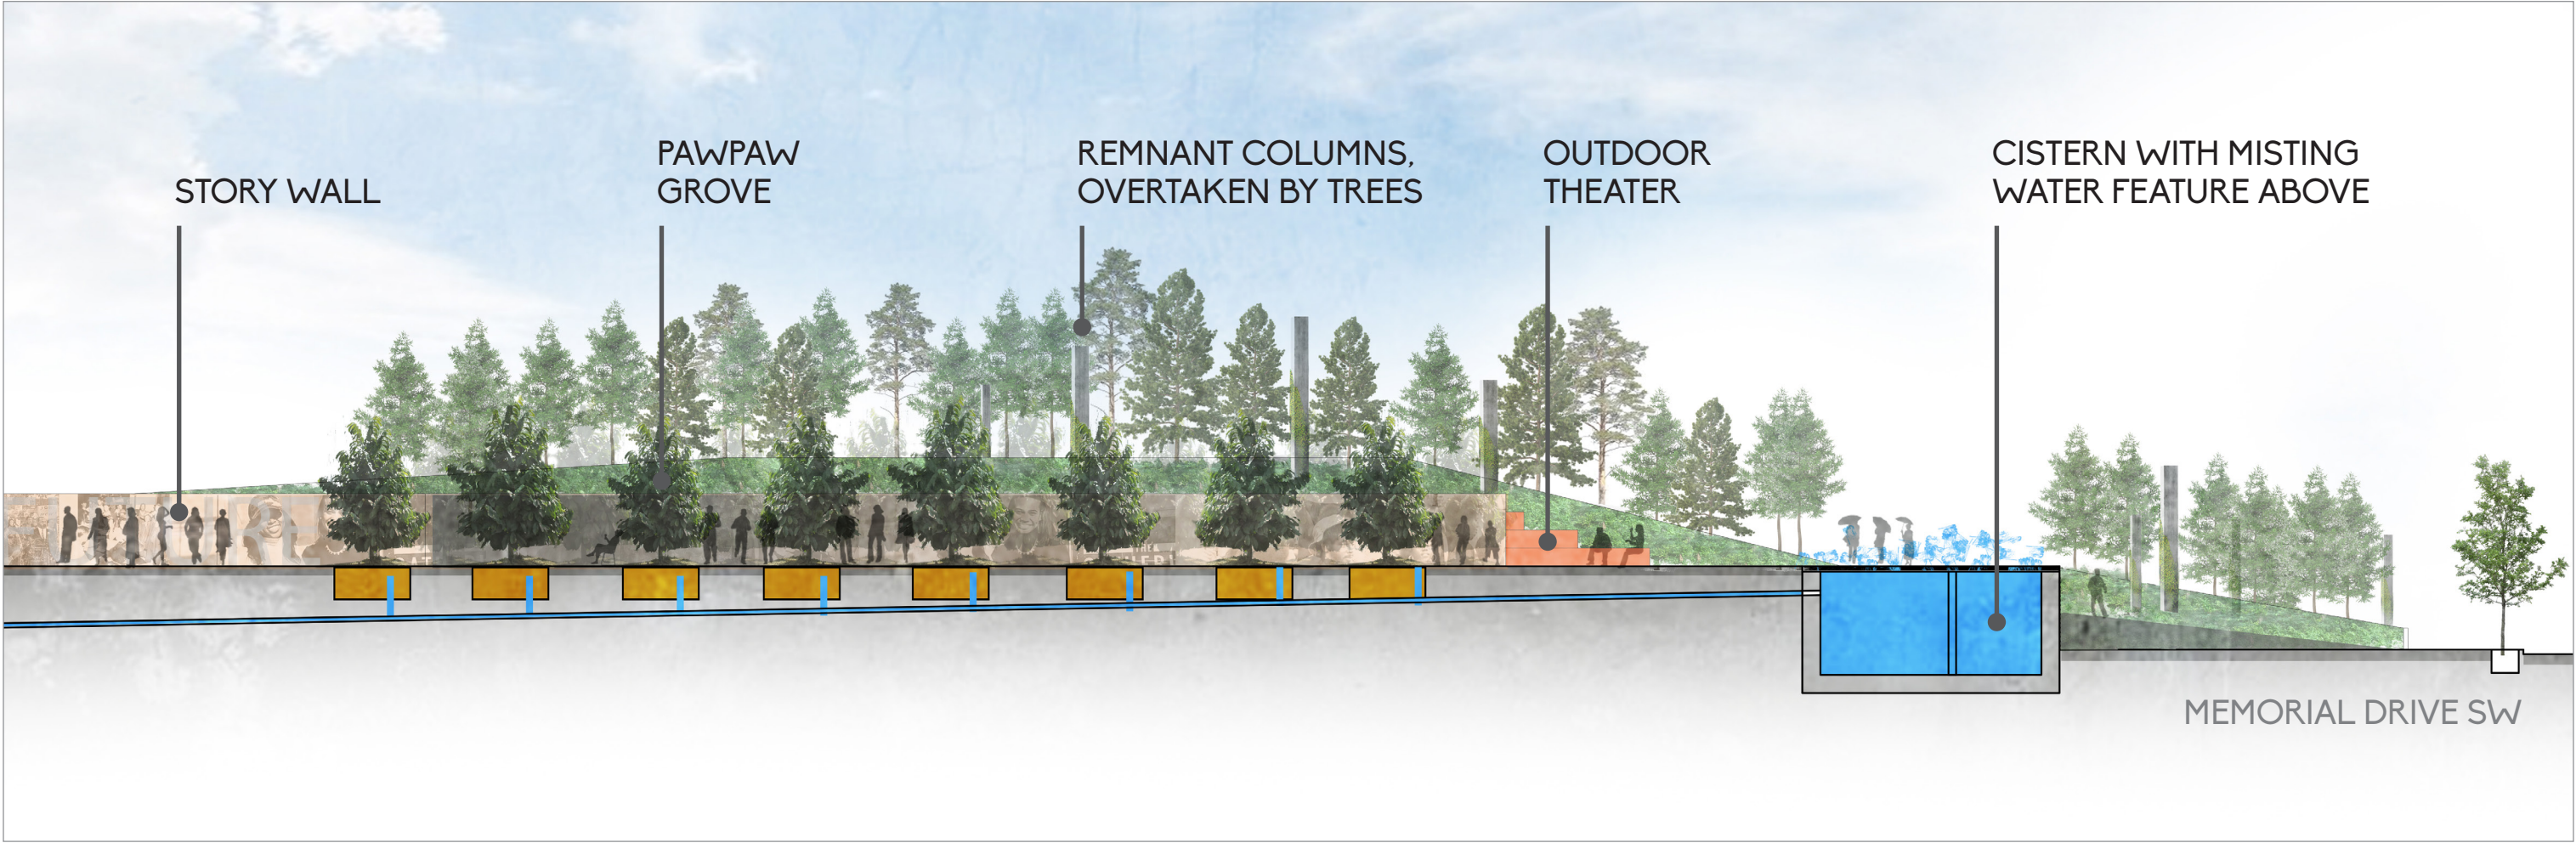 STORY WALL
PAWPAW
GROVE
REMNANT COLUMNS,
OVERTAKEN BY TREES
OUTDOOR
THEATER
CISTERN WITH MISTING
WATER FEATURE ABOVE
MEMORIAL DRIVE SW